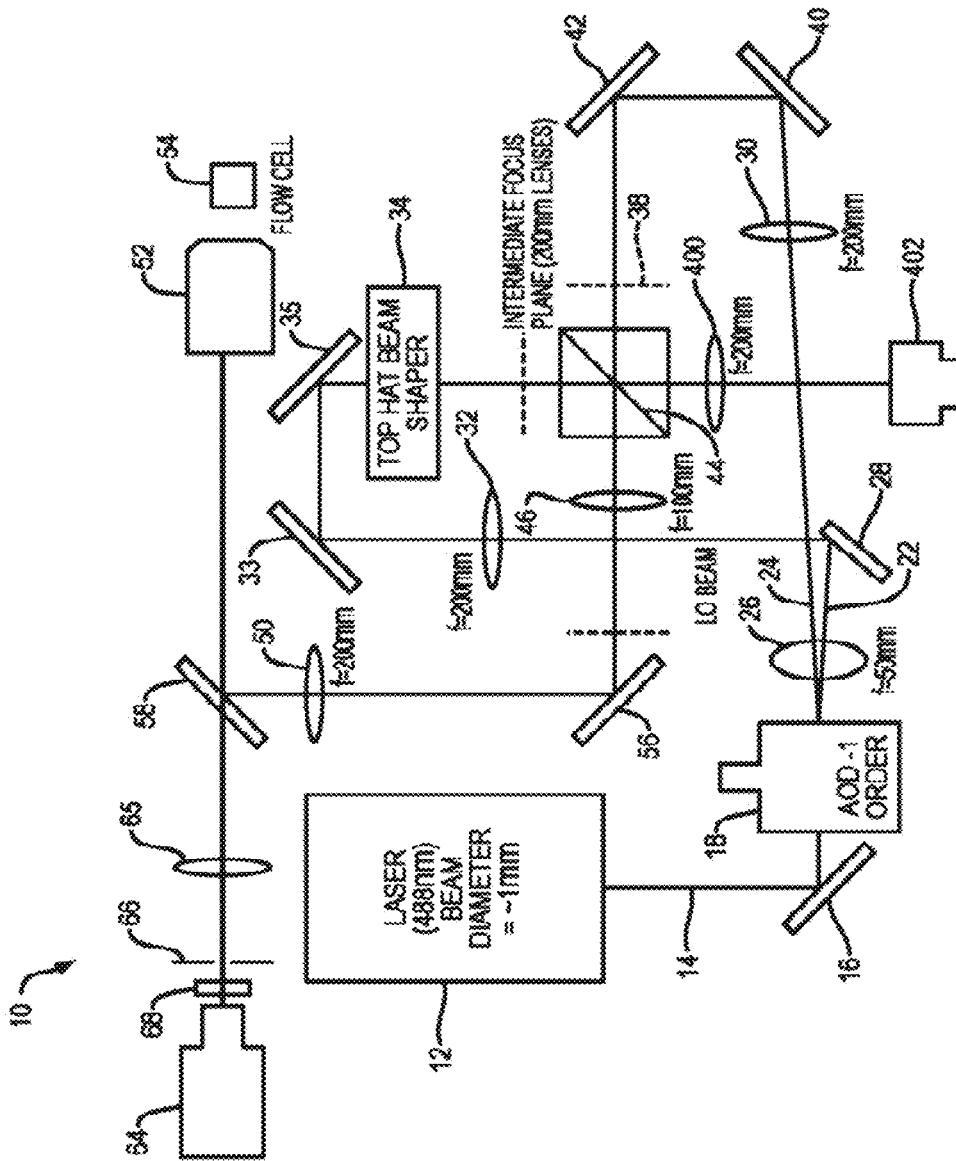 10
64
68
66
65
58
50
f=200mm
33
35
52
54
FLOW CELL
12
LASER
(488nm)
BEAM
DIAMETER
= ~1mm
34
TOP HAT BEAM
SHAPER
32
f=200mm
INTERMEDIATE FOCUS
PLANE (200mm LENSES)
38
42
40
56
46
f=100mm
44
400
f=200mm
30
f=200mm
402
LO BEAM
14
16
18
AOD -1
ORDER
26
f=50mm
24
22
28